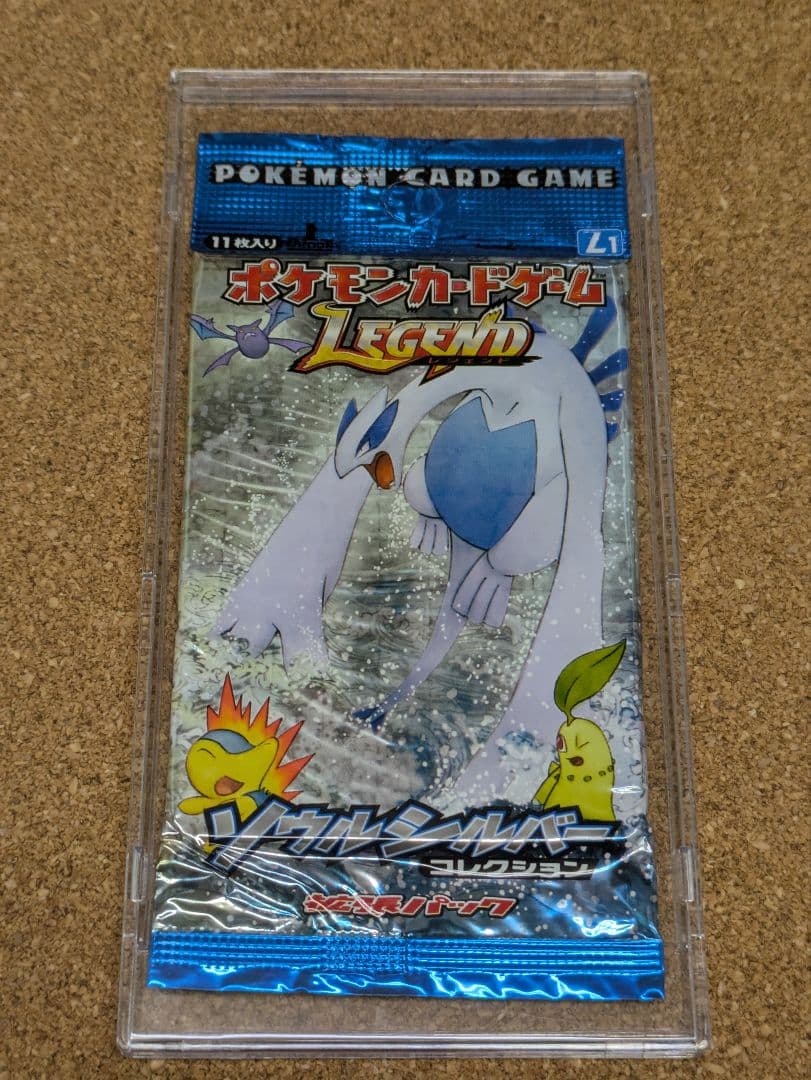 POKÉMON CARD GAME
11枚入り
L1
ポケモンカードゲーム
LEGEND
レジェンド
ソウルシルバー
コレクション
拡張パック